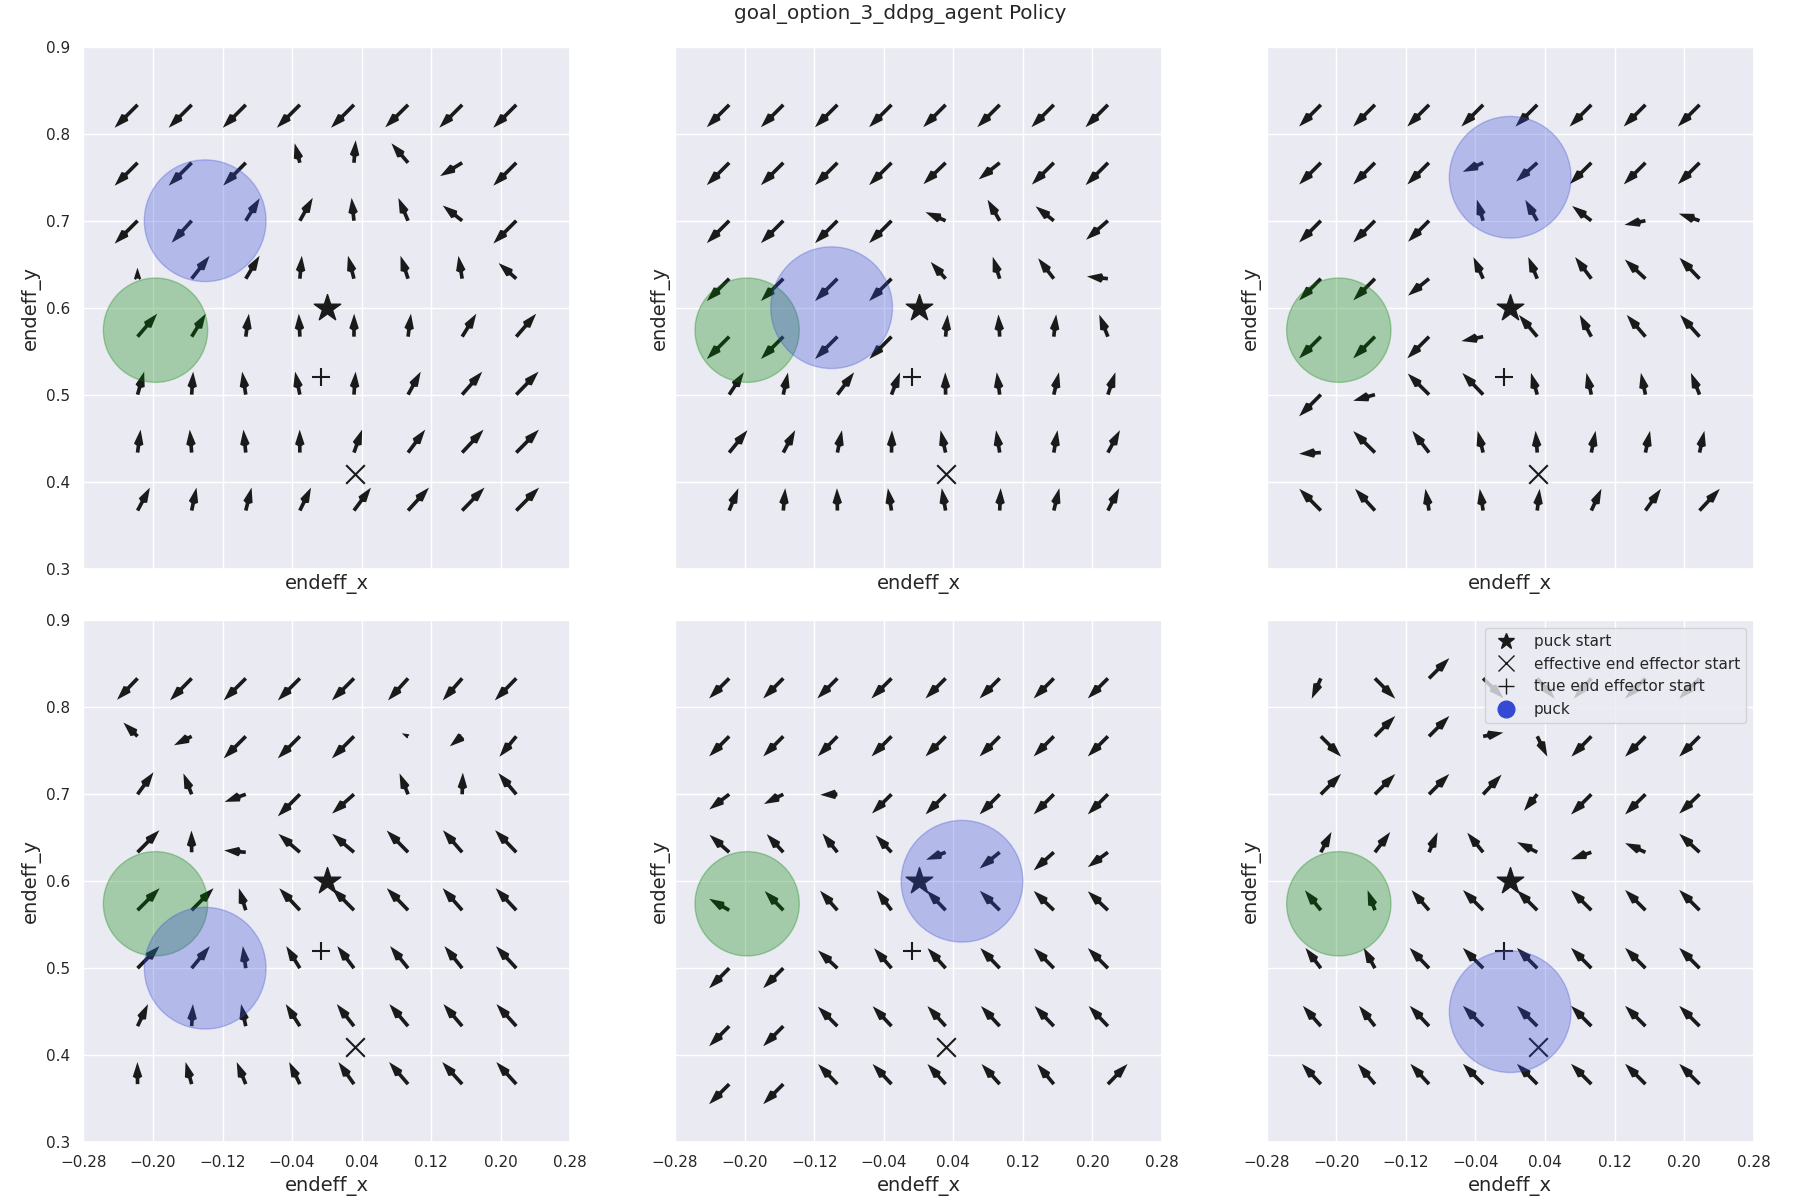 goal_option_3_ddpg_agent Policy
0.9
0.8
0.7
0.6
0.5
0.4
0.3
endeff_y
endeff_y
endeff_y
endeff_x
endeff_x
endeff_x
0.9
0.8
0.7
0.6
0.5
0.4
0.3
endeff_y
endeff_y
endeff_y
puck start
effective end effector start
true end effector start
puck
−0.28 −0.20 −0.12 −0.04 0.04 0.12 0.20 0.28
−0.28 −0.20 −0.12 −0.04 0.04 0.12 0.20 0.28
−0.28 −0.20 −0.12 −0.04 0.04 0.12 0.20 0.28
endeff_x
endeff_x
endeff_x